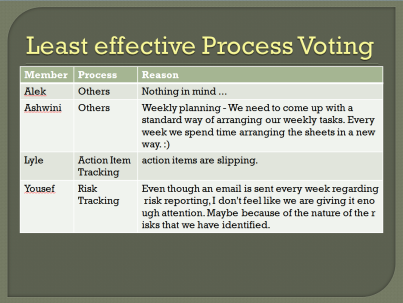 Least effective Process Voting
Member Process Reason
Alek Others Nothing in mind ...
Ashwini Others Weekly planning - We need to come up with a
standard way of arranging our weekly tasks. Every
week we spend time arranging the sheets in a new
way. :)
Lyle Action Item action items are slipping.
Tracking
Yousef Risk Even though an email is sent every week regarding
Tracking risk reporting, I don't feel like we are giving it eno
ugh attention. Maybe because of the nature of the r
isks that we have identified.